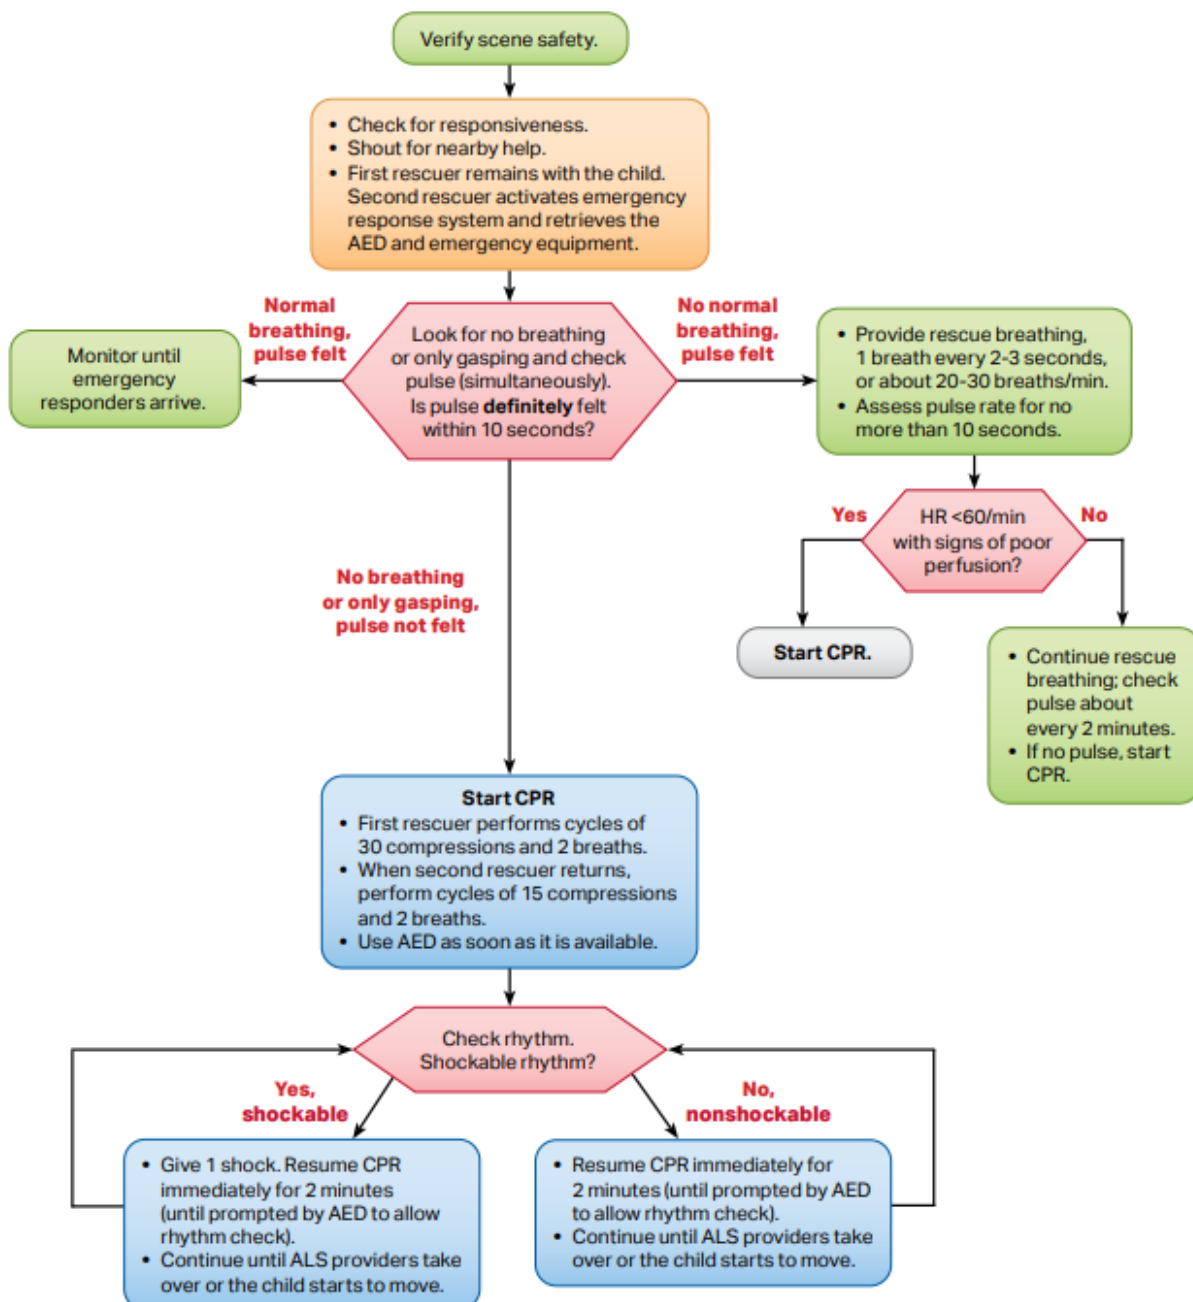 Verify scene safety.
• Check for responsiveness.
• Shout for nearby help.
• First rescuer remains with the child.
Second rescuer activates emergency
response system and retrieves the
AED and emergency equipment.
Normal
breathing,
pulse felt
Look for no breathing
or only gasping and check
pulse (simultaneously).
Is pulse definitely felt
within 10 seconds?
No normal
breathing,
pulse felt
Monitor until
emergency
responders arrive.
• Provide rescue breathing,
1 breath every 2-3 seconds,
or about 20-30 breaths/min.
• Assess pulse rate for no
more than 10 seconds.
Yes
HR <60/min
with signs of poor
perfusion?
No
No breathing
or only gasping,
pulse not felt
Start CPR.
• Continue rescue
breathing; check
pulse about
every 2 minutes.
• If no pulse, start
CPR.
Start CPR
• First rescuer performs cycles of
30 compressions and 2 breaths.
• When second rescuer returns,
perform cycles of 15 compressions
and 2 breaths.
• Use AED as soon as it is available.
Check rhythm.
Shockable rhythm?
Yes,
shockable
No,
nonshockable
• Give 1 shock. Resume CPR
immediately for 2 minutes
(until prompted by AED to allow
rhythm check).
• Continue until ALS providers take
over or the child starts to move.
• Resume CPR immediately for
2 minutes (until prompted by AED
to allow rhythm check).
• Continue until ALS providers take
over or the child starts to move.